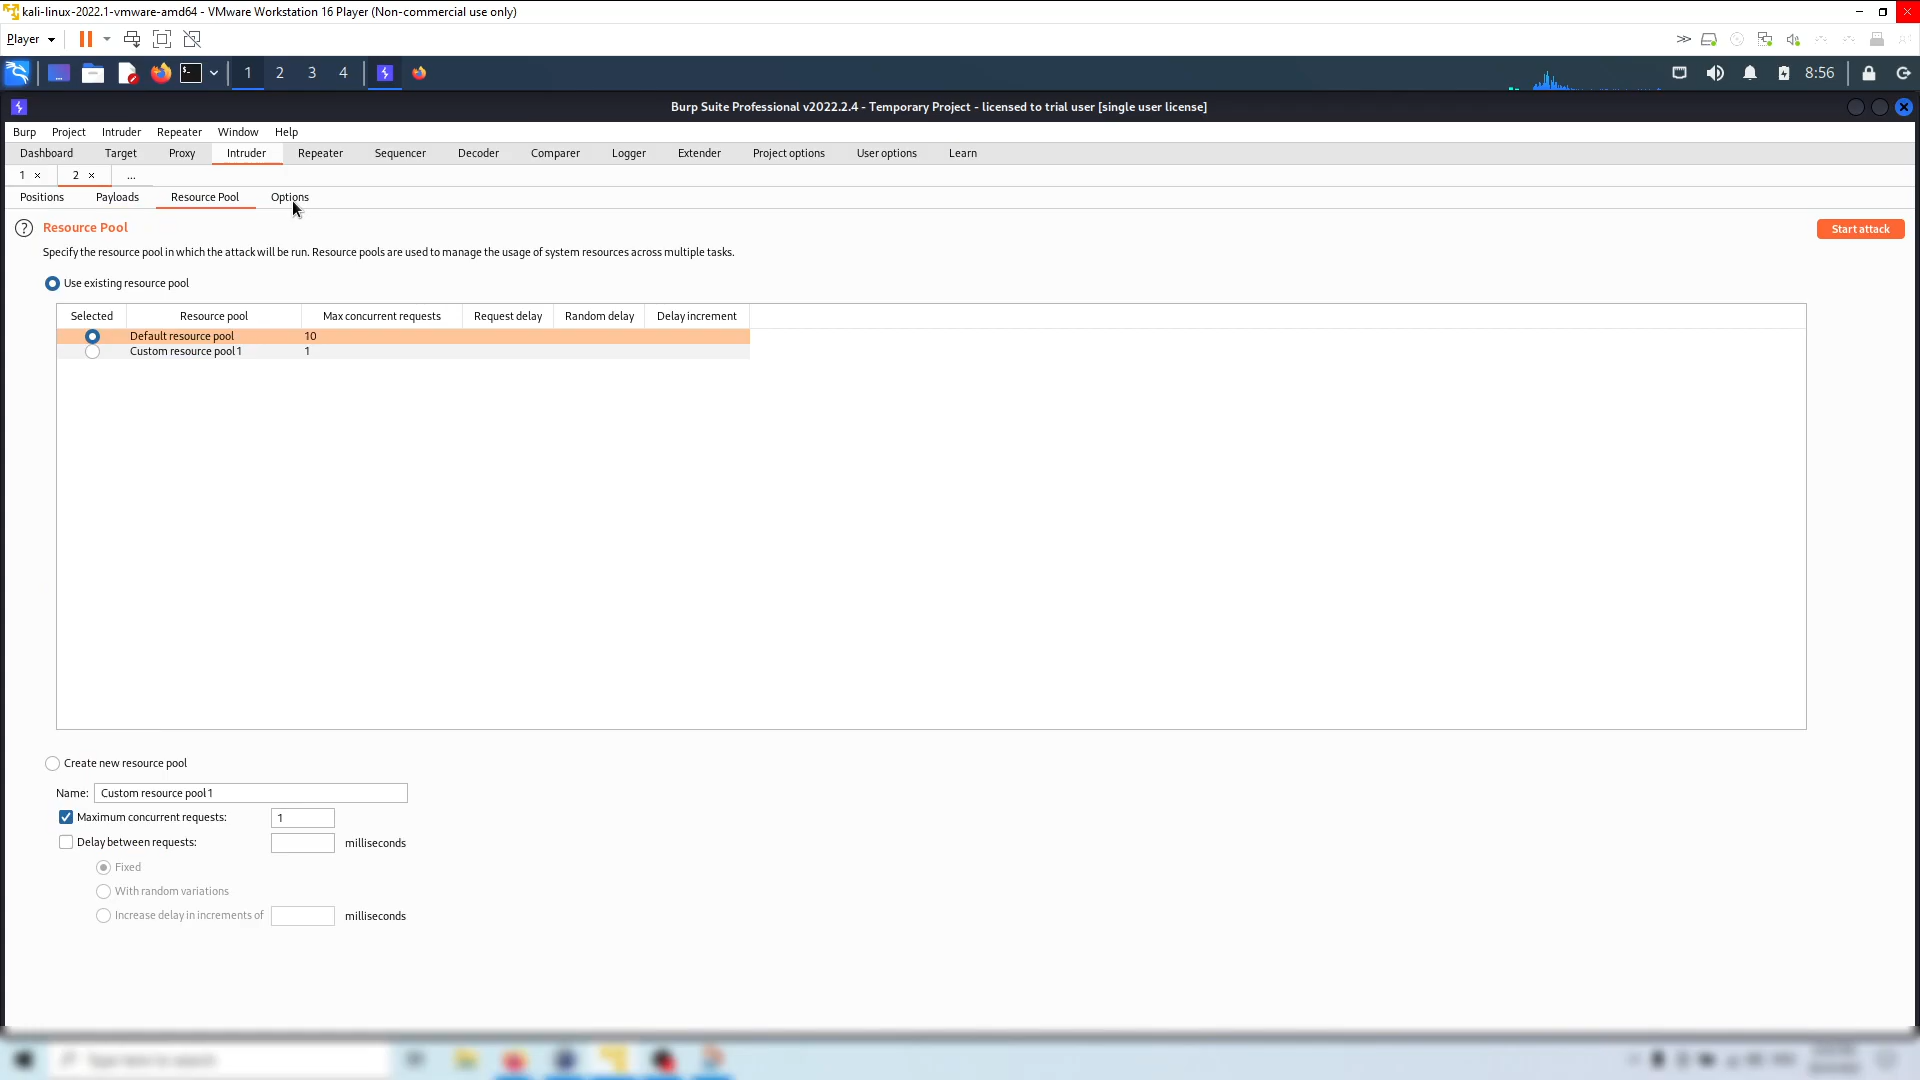 kali-linux-2022.1-vmware-amd64 - VMware Workstation 16 Player (Non-commercial use only)
Player
1 2 3 4 8:56
Burp Suite Professional v2022.2.4 - Temporary Project - licensed to trial user [single user license]
Burp Project Intruder Repeater Window Help
Dashboard Target Proxy Intruder Repeater Sequencer Decoder Comparer Logger Extender Project options User options Learn
1 × 2 × ...
Positions Payloads Resource Pool Options
? Resource Pool Start attack
Specify the resource pool in which the attack will be run. Resource pools are used to manage the usage of system resources across multiple tasks.
Use existing resource pool
Selected Resource pool Max concurrent requests Request delay Random delay Delay increment
Default resource pool 10
Custom resource pool 1 1
Create new resource pool
Name: Custom resource pool 1
Maximum concurrent requests: 1
Delay between requests: milliseconds
Fixed
With random variations
Increase delay in increments of milliseconds
Type here to search